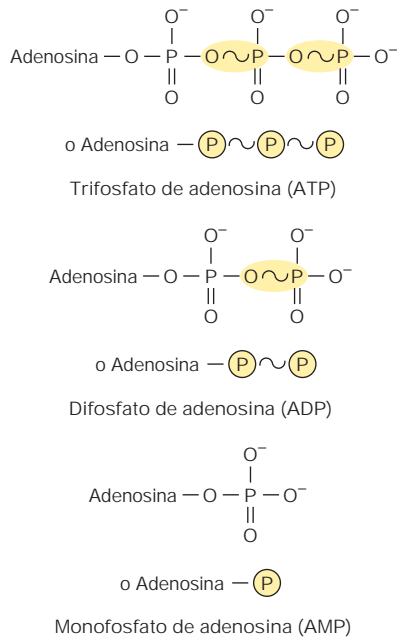 O⁻ O⁻ O⁻
Adenosina — O — P — O ~ P — O ~ P — O⁻
O O O
o Adenosina — P ~ P ~ P
Trifosfato de adenosina (ATP)
O⁻ O⁻
Adenosina — O — P — O ~ P — O⁻
O O
o Adenosina — P ~ P
Difosfato de adenosina (ADP)
O⁻
Adenosina — O — P — O⁻
O
o Adenosina — P
Monofosfato de adenosina (AMP)